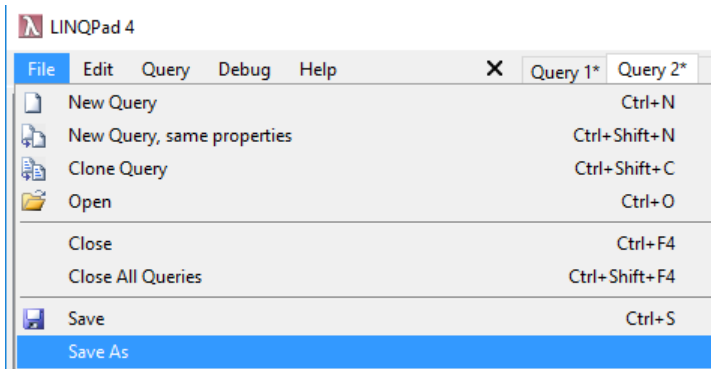 LINQPad 4
File Edit Query Debug Help Query 1* Query 2*
New Query Ctrl+N
New Query, same properties Ctrl+Shift+N
Clone Query Ctrl+Shift+C
Open Ctrl+O
Close Ctrl+F4
Close All Queries Ctrl+Shift+F4
Save Ctrl+S
Save As